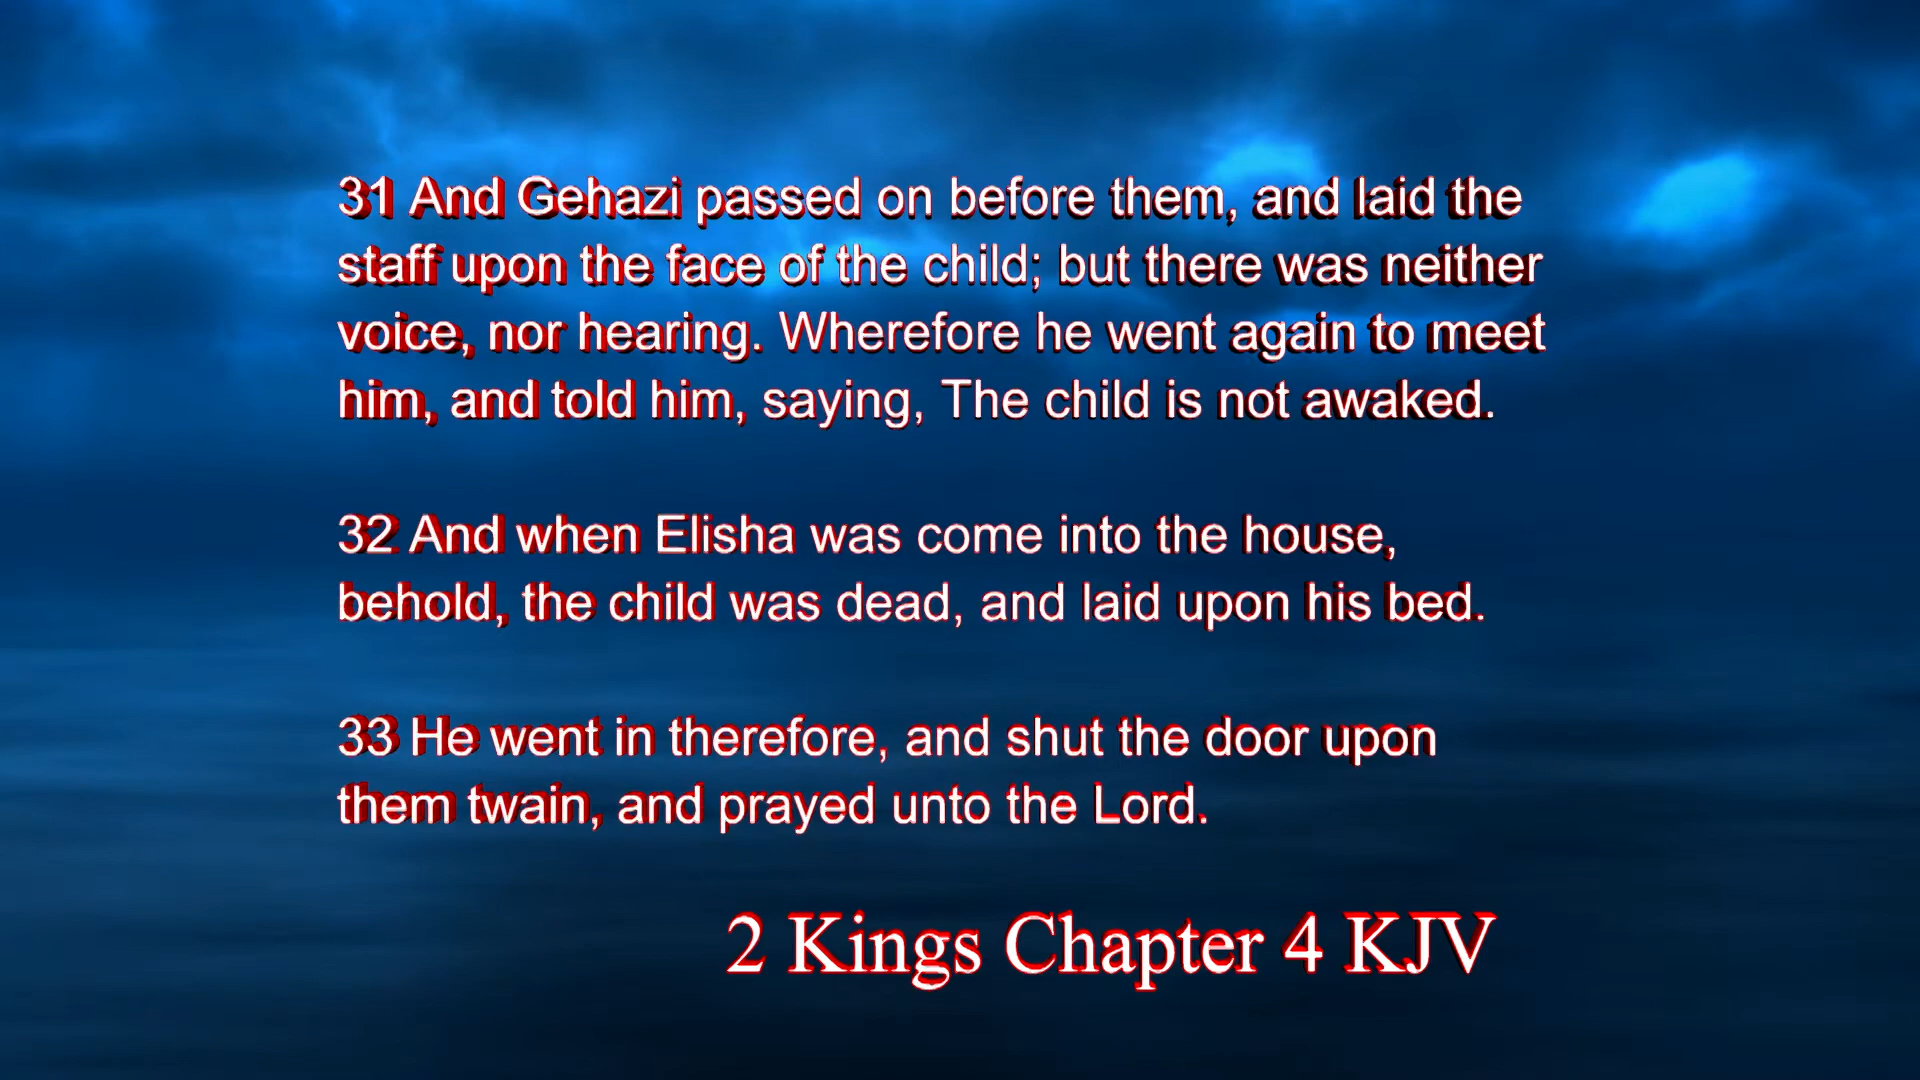 31 And Gehazi passed on before them, and laid the
staff upon the face of the child; but there was neither
voice, nor hearing. Wherefore he went again to meet
him, and told him, saying, The child is not awaked.
32 And when Elisha was come into the house,
behold, the child was dead, and laid upon his bed.
33 He went in therefore, and shut the door upon
them twain, and prayed unto the Lord.
2 Kings Chapter 4 KJV